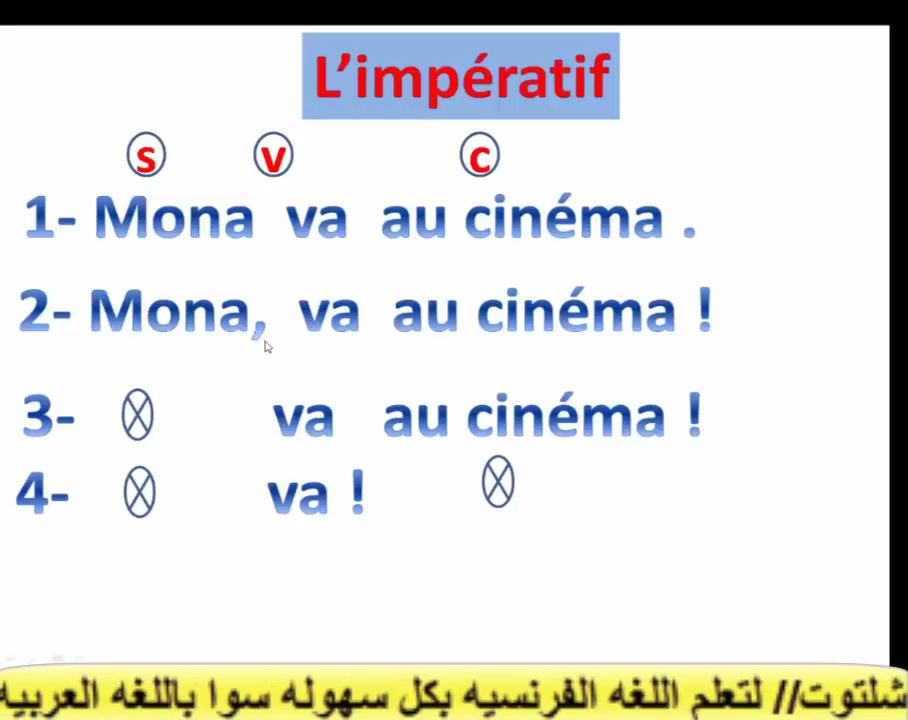 L'impératif
S V C
1- Mona va au cinéma .
2- Mona, va au cinéma !
3- va au cinéma !
4- va !
شلتوت// لتعلم اللغه الفرنسيه بكل سهوله سوا باللغه العربيه